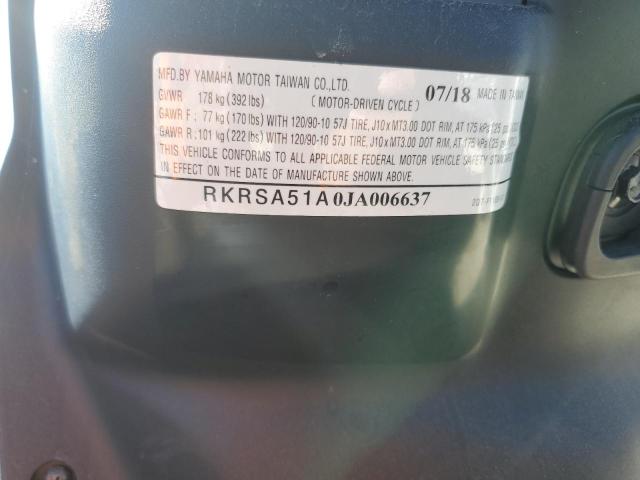 MFD.BY YAMAHA MOTOR TAIWAN CO.,LTD.
GVWR 178 kg (392 lbs) (MOTOR-DRIVEN CYCLE) 07/18 MADE IN TAIWAN
GAWR F : 77 kg (170 lbs) WITH 120/90-10 57J TIRE, J10 x MT3.00 DOT RIM, AT 175 kPa (25
GAWR R : 101 kg (222 lbs) WITH 120/90-10 57J TIRE, J10 x MT3.00 DOT RIM, AT 175 kPa (25
THIS VEHICLE CONFORMS TO ALL APPLICABLE FEDERAL MOTOR VEHICLE SAFETY STANDARDS
IN EFFECT ON THE DATE OF MANUFACTURE SHOWN ABOVE.
RKRSA51A0JA006637